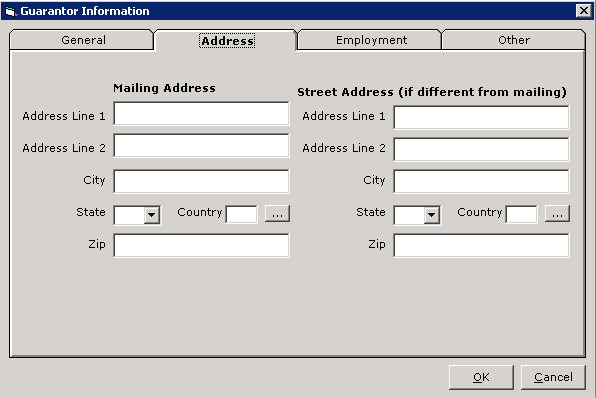 Guarantor Information
General Address Employment Other
Mailing Address Street Address (if different from mailing)
Address Line 1 Address Line 1
Address Line 2 Address Line 2
City City
State Country ... State Country ...
Zip Zip
OK Cancel